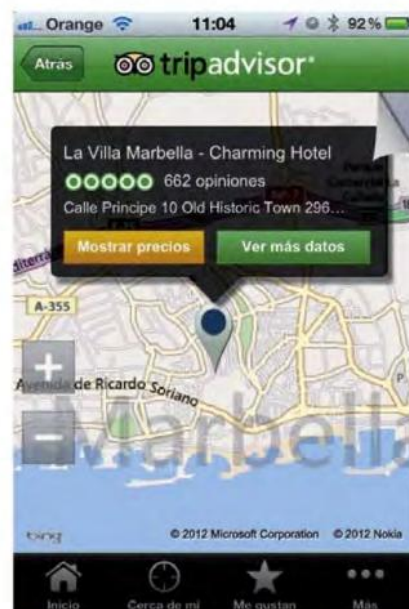 Orange 11:04 92%
Atrás tripadvisor®
La Villa Marbella - Charming Hotel
662 opiniones
Calle Principe 10 Old Historic Town 296...
Mostrar precios Ver más datos
A-355
+
Avenida de Ricardo Soriano
−
Marbella
bing © 2012 Microsoft Corporation © 2012 Nokia
Inicio Cerca de mí Me gustan Más